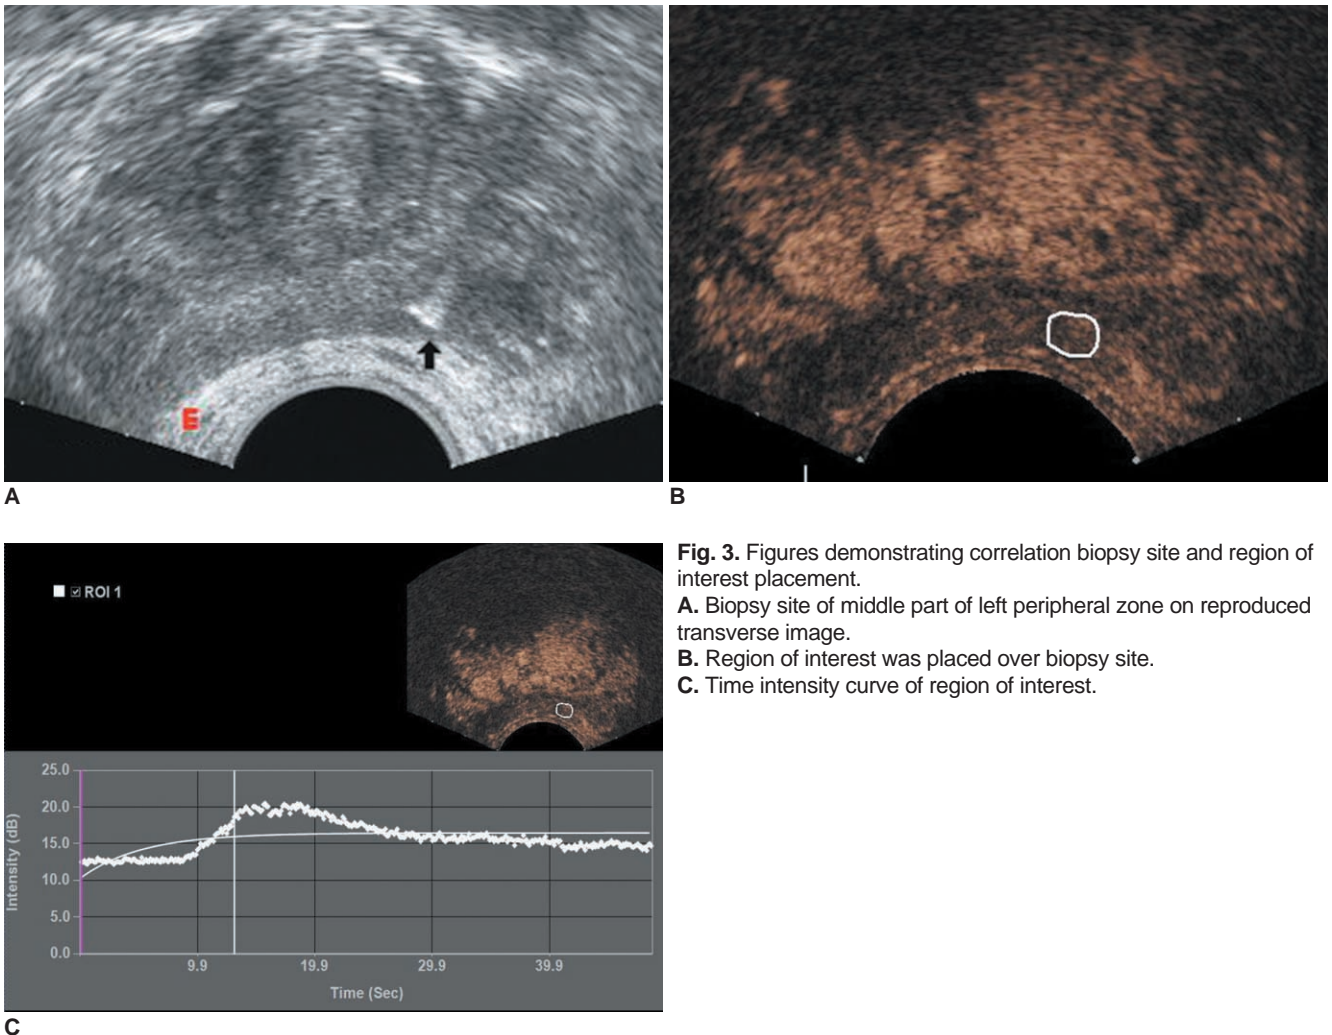 E
A
B
ROI 1
25.0
20.0
15.0
10.0
5.0
0.0
Intensity (dB)
9.9
19.9
29.9
39.9
Time (Sec)
C
Fig. 3. Figures demonstrating correlation biopsy site and region of
interest placement.
A. Biopsy site of middle part of left peripheral zone on reproduced
transverse image.
B. Region of interest was placed over biopsy site.
C. Time intensity curve of region of interest.